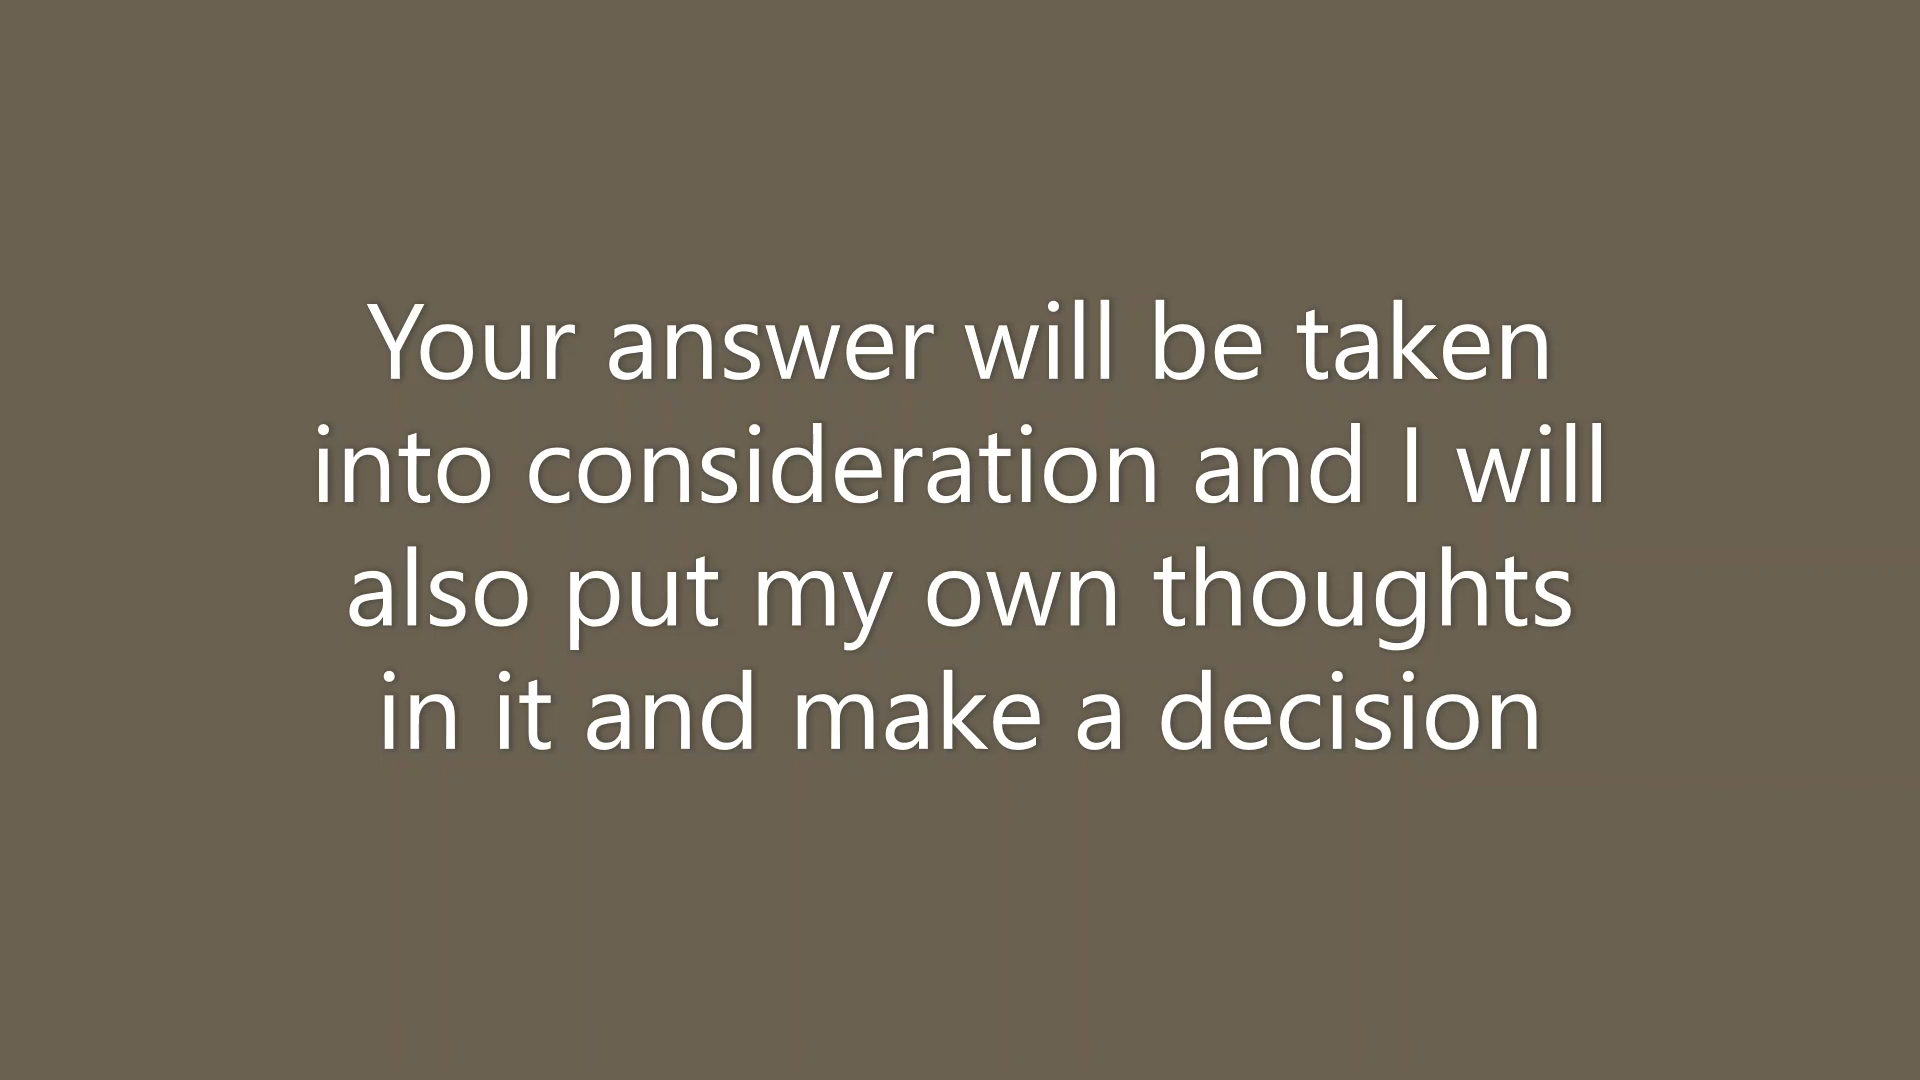 Your answer will be taken
into consideration and I will
also put my own thoughts
in it and make a decision